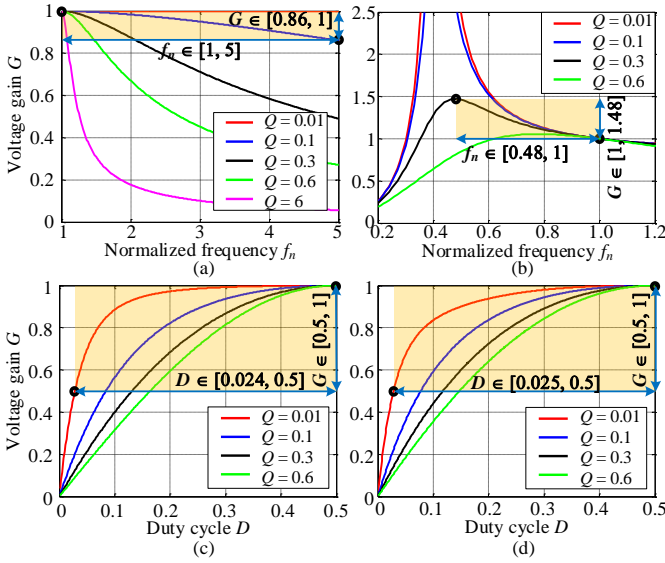 Voltage gain G
1
0.8
0.6
0.4
0.2
0
1
2
3
4
5
G ∈ [0.86, 1]
fn ∈ [1, 5]
Q = 0.01
Q = 0.1
Q = 0.3
Q = 0.6
Q = 6
Normalized frequency fn
(a)
2.5
2.0
1.5
1.0
0.5
0
0.2
0.4
0.6
0.8
1.0
1.2
Q = 0.01
Q = 0.1
Q = 0.3
Q = 0.6
fn ∈ [0.48, 1]
G ∈ [1, 1.48]
Normalized frequency fn
(b)
Voltage gain G
1
0.8
0.6
0.4
0.2
0
0
0.1
0.2
0.3
0.4
0.5
G ∈ [0.5, 1]
D ∈ [0.024, 0.5]
Q = 0.01
Q = 0.1
Q = 0.3
Q = 0.6
Duty cycle D
(c)
1
0.8
0.6
0.4
0.2
0
0
0.1
0.2
0.3
0.4
0.5
G ∈ [0.5, 1]
D ∈ [0.025, 0.5]
Q = 0.01
Q = 0.1
Q = 0.3
Q = 0.6
Duty cycle D
(d)